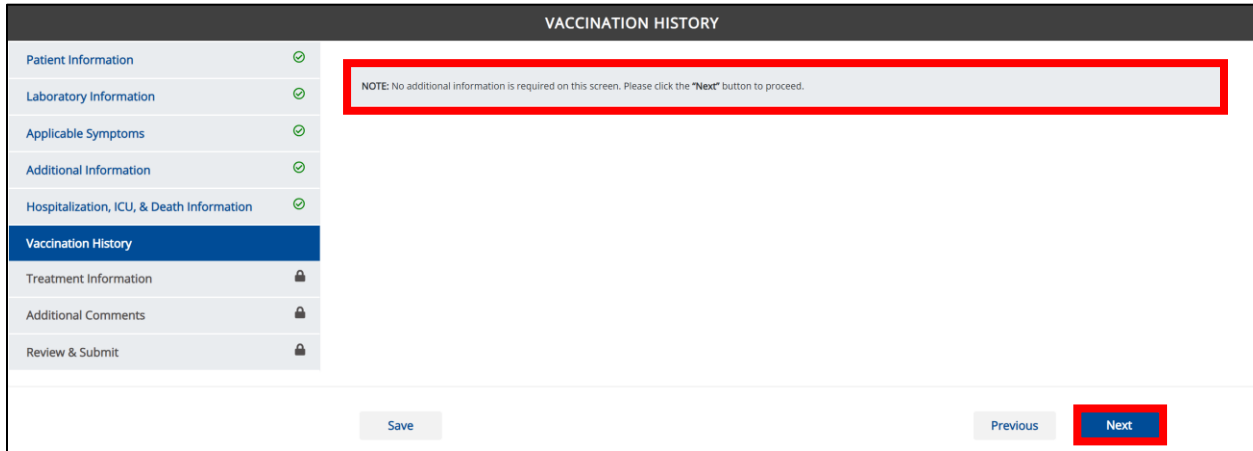 VACCINATION HISTORY
Patient Information
Laboratory Information
Applicable Symptoms
Additional Information
Hospitalization, ICU, & Death Information
Vaccination History
Treatment Information
Additional Comments
Review & Submit
NOTE: No additional information is required on this screen. Please click the “Next” button to proceed.
Save
Previous
Next